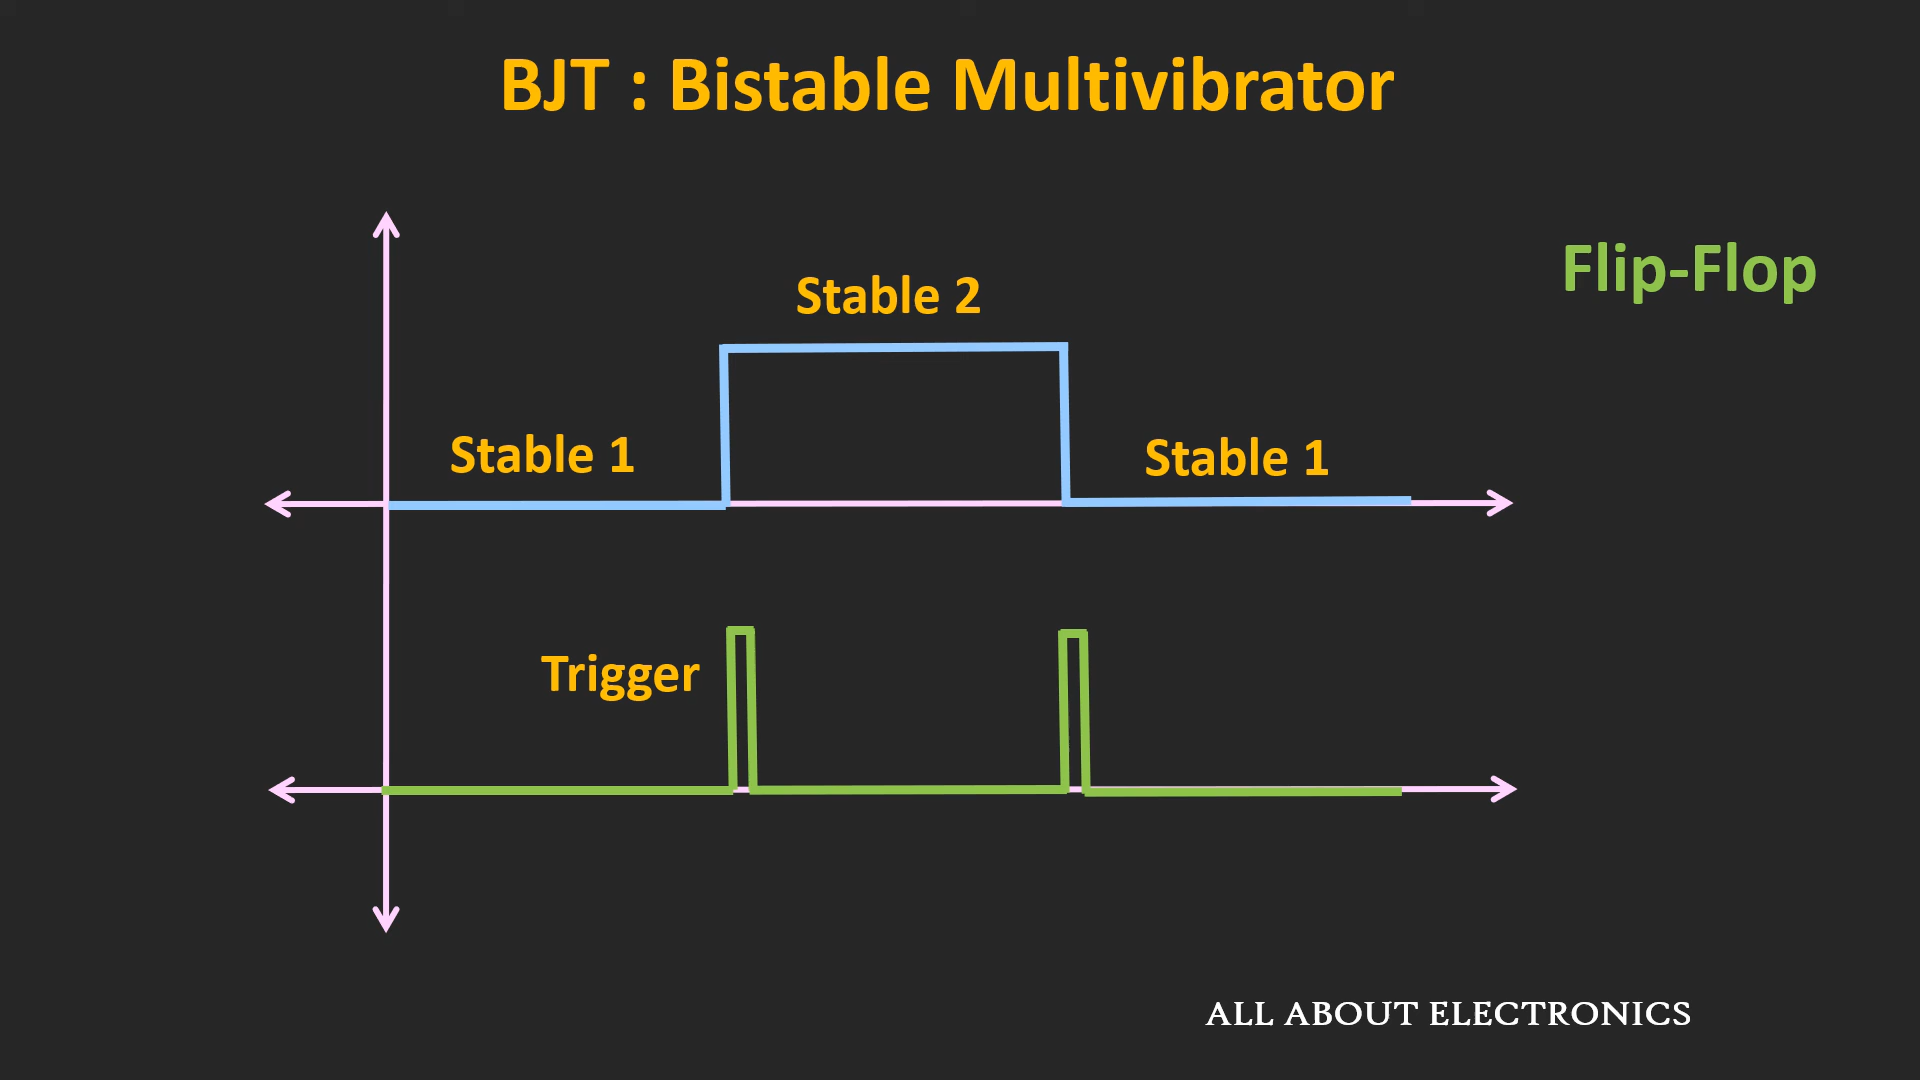 BJT : Bistable Multivibrator
Flip-Flop
Stable 2
Stable 1
Stable 1
Trigger
ALL ABOUT ELECTRONICS